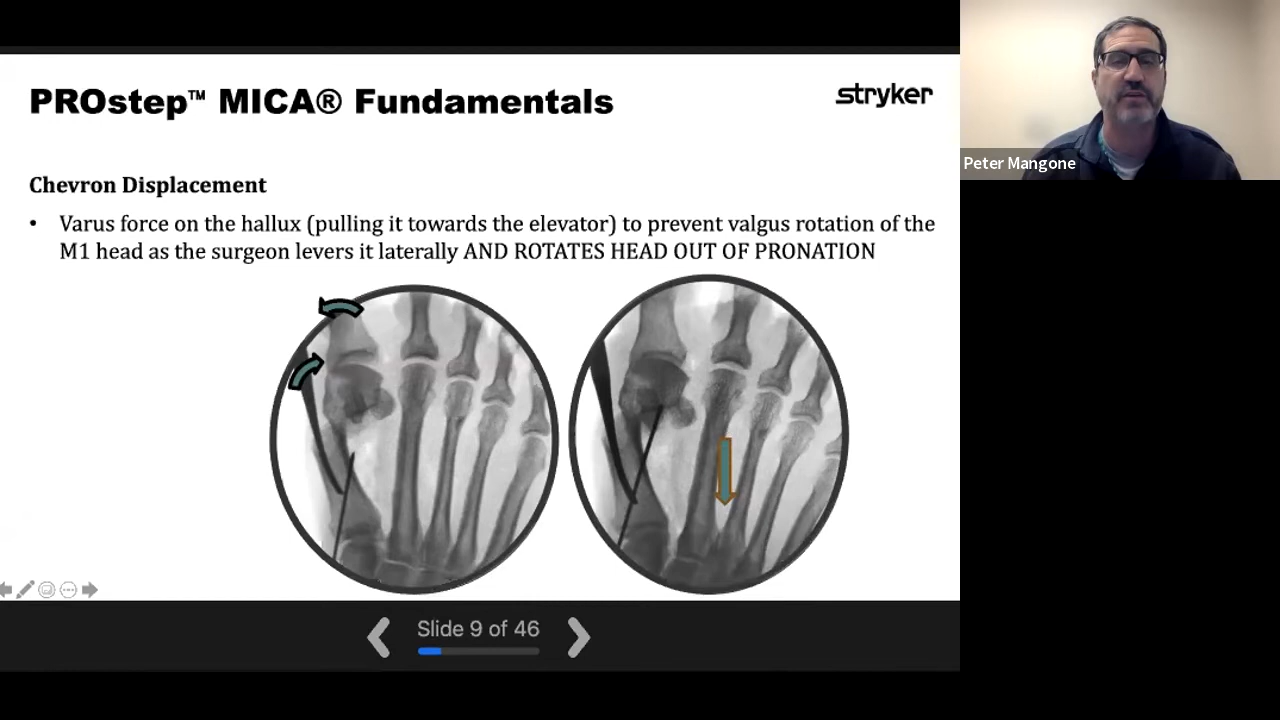 PROstep™ MICA® Fundamentals
stryker
Chevron Displacement
• Varus force on the hallux (pulling it towards the elevator) to prevent valgus rotation of the
M1 head as the surgeon levers it laterally AND ROTATES HEAD OUT OF PRONATION
Slide 9 of 46
Peter Mangone